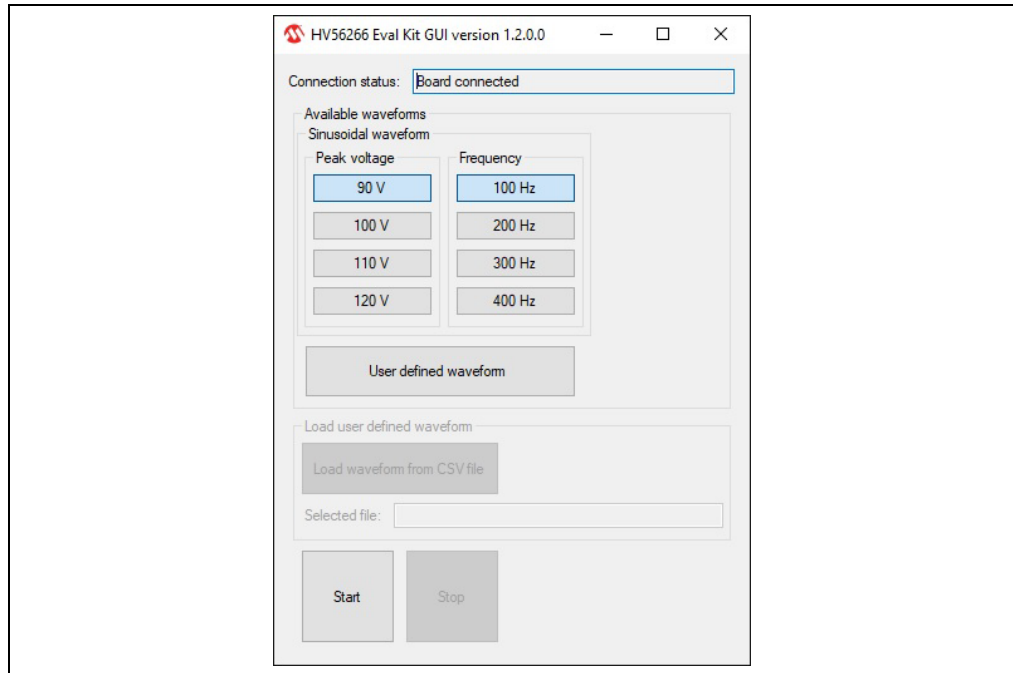 HV56266 Eval Kit GUI version 1.2.0.0
Connection status: Board connected
Available waveforms
Sinusoidal waveform
Peak voltage Frequency
90 V 100 Hz
100 V 200 Hz
110 V 300 Hz
120 V 400 Hz
User defined waveform
Load user defined waveform
Load waveform from CSV file
Selected file:
Start Stop